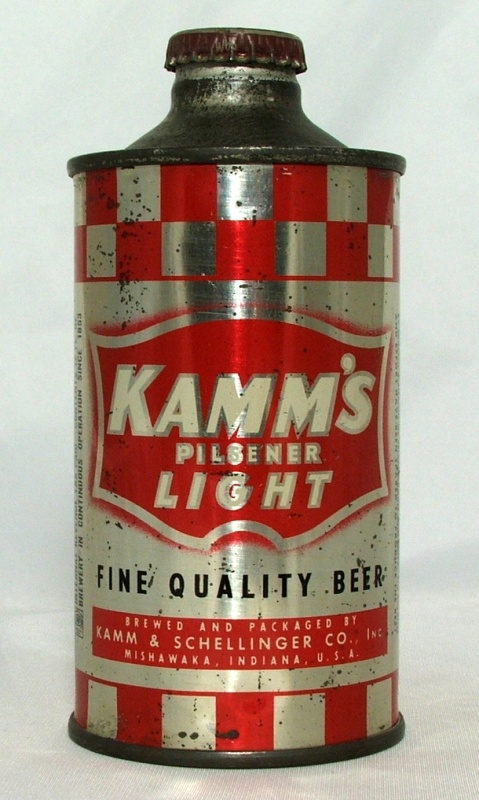 KAMM'S
PILSENER
LIGHT
FINE QUALITY BEER
BREWED AND PACKAGED BY
KAMM & SCHELLINGER CO., Inc.
MISHAWAKA, INDIANA, U.S.A.
BREWERY IN CONTINUOUS OPERATION SINCE 1853